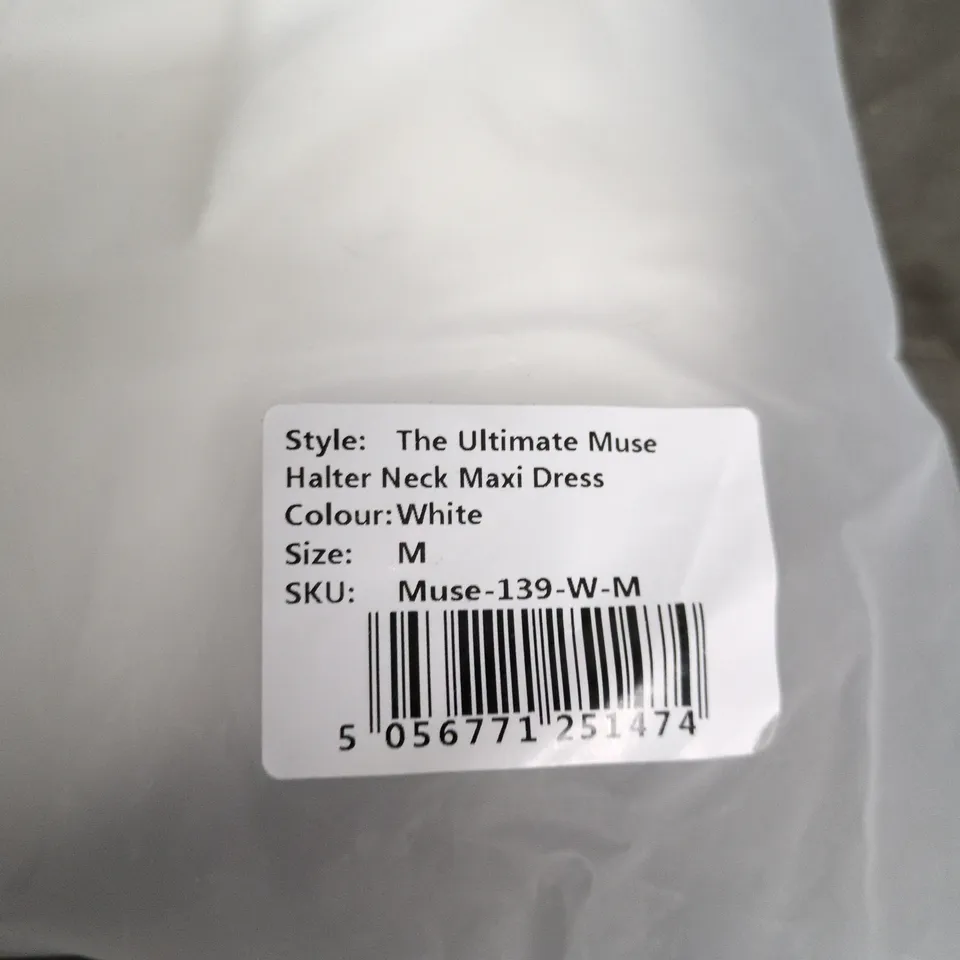 Style: The Ultimate Muse
Halter Neck Maxi Dress
Colour: White
Size: M
SKU: Muse-139-W-M
5 056771 251474